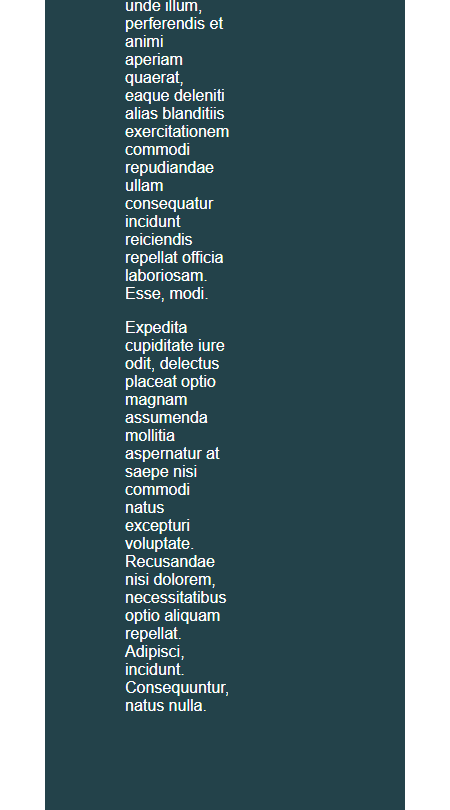 unde illum,
perferendis et
animi
aperiam
quaerat,
eaque deleniti
alias blanditiis
exercitationem
commodi
repudiandae
ullam
consequatur
incidunt
reiciendis
repellat officia
laboriosam.
Esse, modi.
Expedita
cupiditate iure
odit, delectus
placeat optio
magnam
assumenda
mollitia
aspernatur at
saepe nisi
commodi
natus
excepturi
voluptate.
Recusandae
nisi dolorem,
necessitatibus
optio aliquam
repellat.
Adipisci,
incidunt.
Consequuntur,
natus nulla.